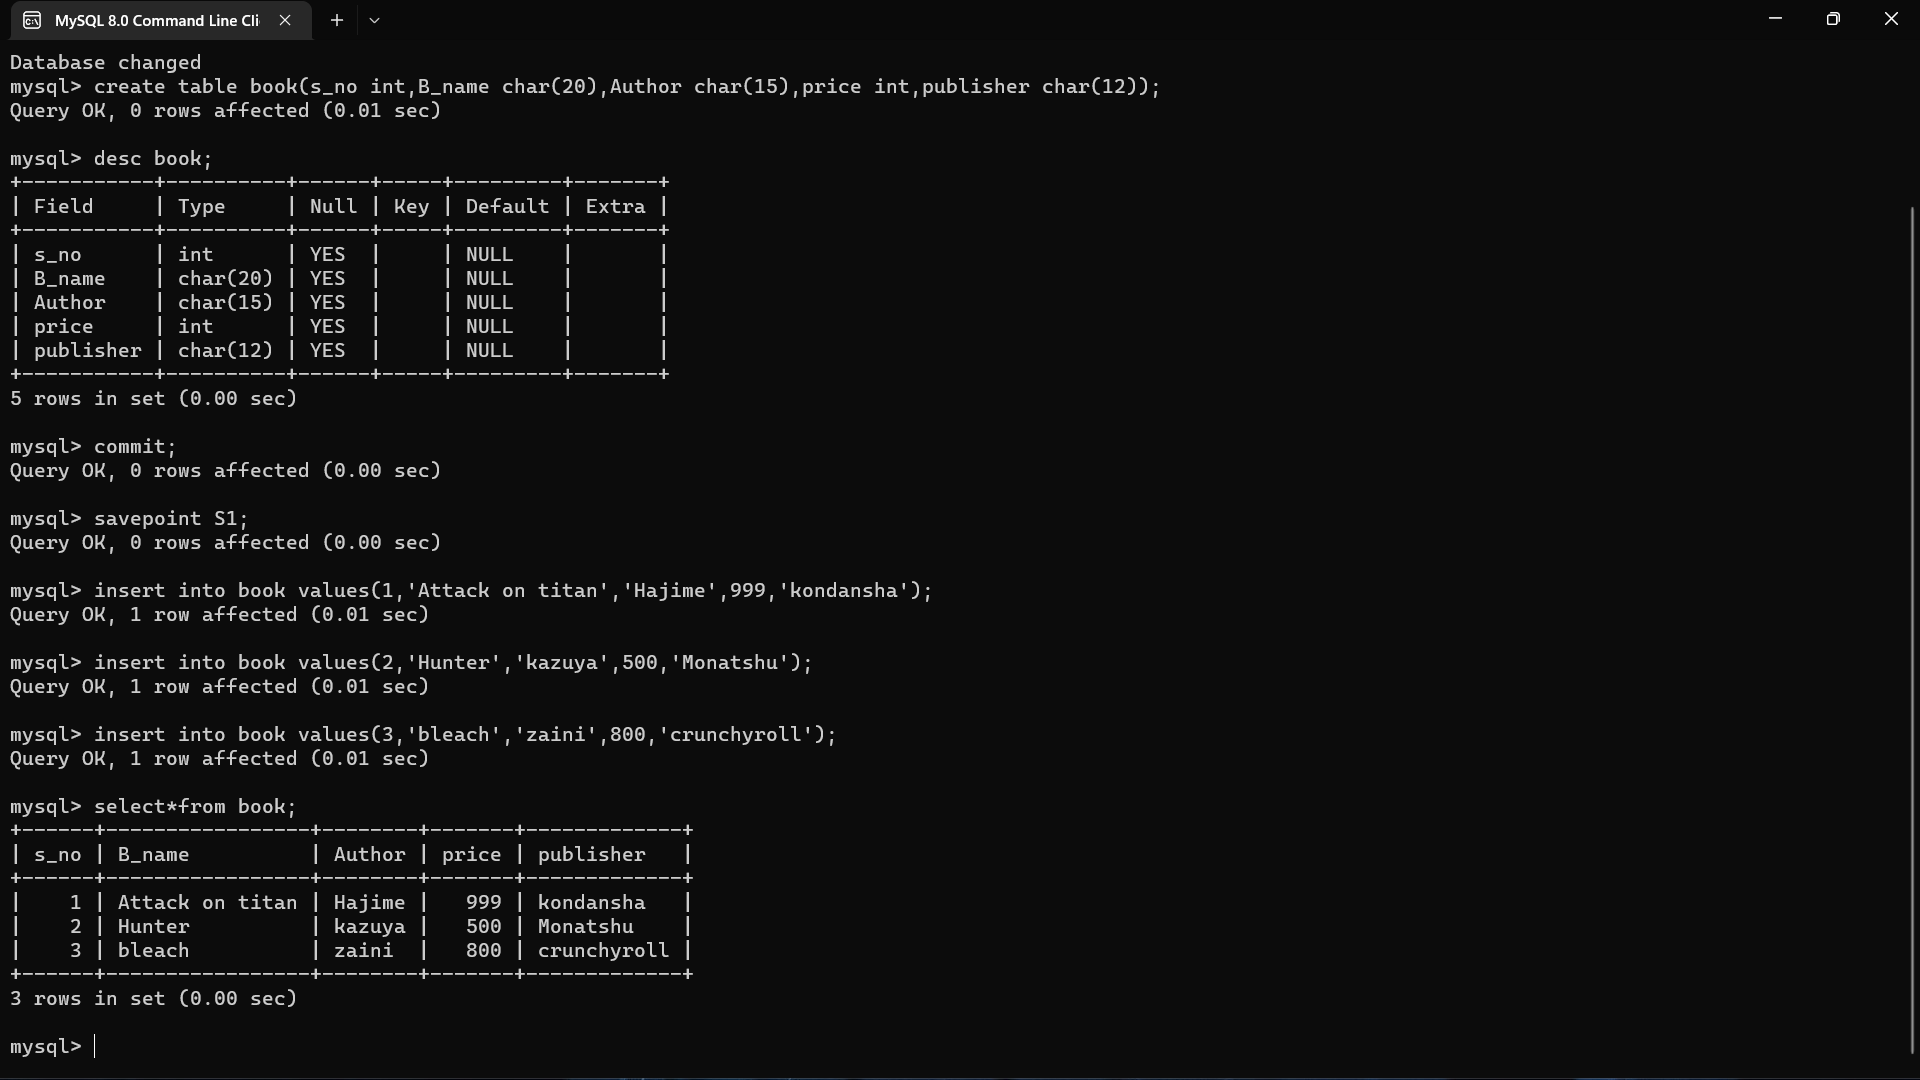 MySQL 8.0 Command Line Cli
Database changed
mysql> create table book(s_no int,B_name char(20),Author char(15),price int,publisher char(12));
Query OK, 0 rows affected (0.01 sec)
mysql> desc book;
+-----------+----------+------+-----+---------+-------+
| Field     | Type     | Null | Key | Default | Extra |
+-----------+----------+------+-----+---------+-------+
| s_no      | int      | YES  |     | NULL    |       |
| B_name    | char(20) | YES  |     | NULL    |       |
| Author    | char(15) | YES  |     | NULL    |       |
| price     | int      | YES  |     | NULL    |       |
| publisher | char(12) | YES  |     | NULL    |       |
+-----------+----------+------+-----+---------+-------+
5 rows in set (0.00 sec)
mysql> commit;
Query OK, 0 rows affected (0.00 sec)
mysql> savepoint S1;
Query OK, 0 rows affected (0.00 sec)
mysql> insert into book values(1,'Attack on titan','Hajime',999,'kondansha');
Query OK, 1 row affected (0.01 sec)
mysql> insert into book values(2,'Hunter','kazuya',500,'Monatshu');
Query OK, 1 row affected (0.01 sec)
mysql> insert into book values(3,'bleach','zaini',800,'crunchyroll');
Query OK, 1 row affected (0.01 sec)
mysql> select*from book;
+------+-----------------+--------+-------+-------------+
| s_no | B_name          | Author | price | publisher   |
+------+-----------------+--------+-------+-------------+
|    1 | Attack on titan | Hajime |   999 | kondansha   |
|    2 | Hunter          | kazuya |   500 | Monatshu    |
|    3 | bleach          | zaini  |   800 | crunchyroll |
+------+-----------------+--------+-------+-------------+
3 rows in set (0.00 sec)
mysql>